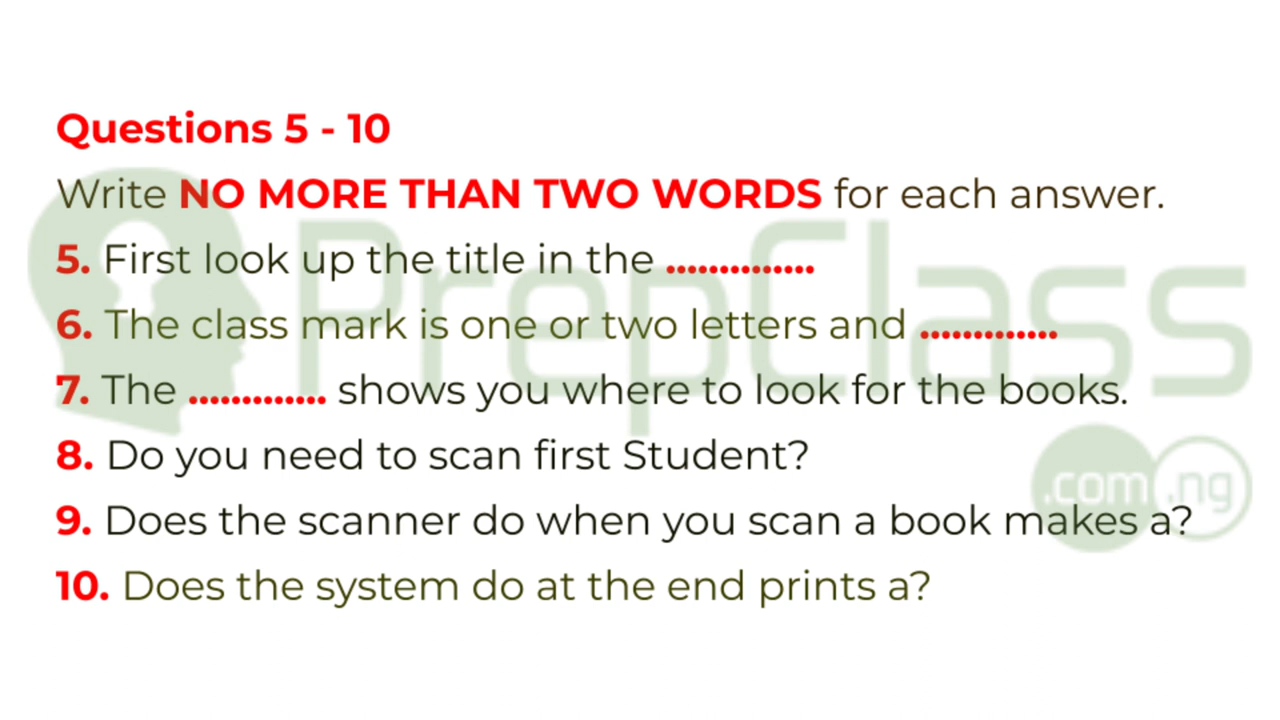 Questions 5 - 10
Write NO MORE THAN TWO WORDS for each answer.
5. First look up the title in the ..............
6. The class mark is one or two letters and .............
7. The ............. shows you where to look for the books.
8. Do you need to scan first Student?
9. Does the scanner do when you scan a book makes a?
10. Does the system do at the end prints a?
PrepClass
.com .ng